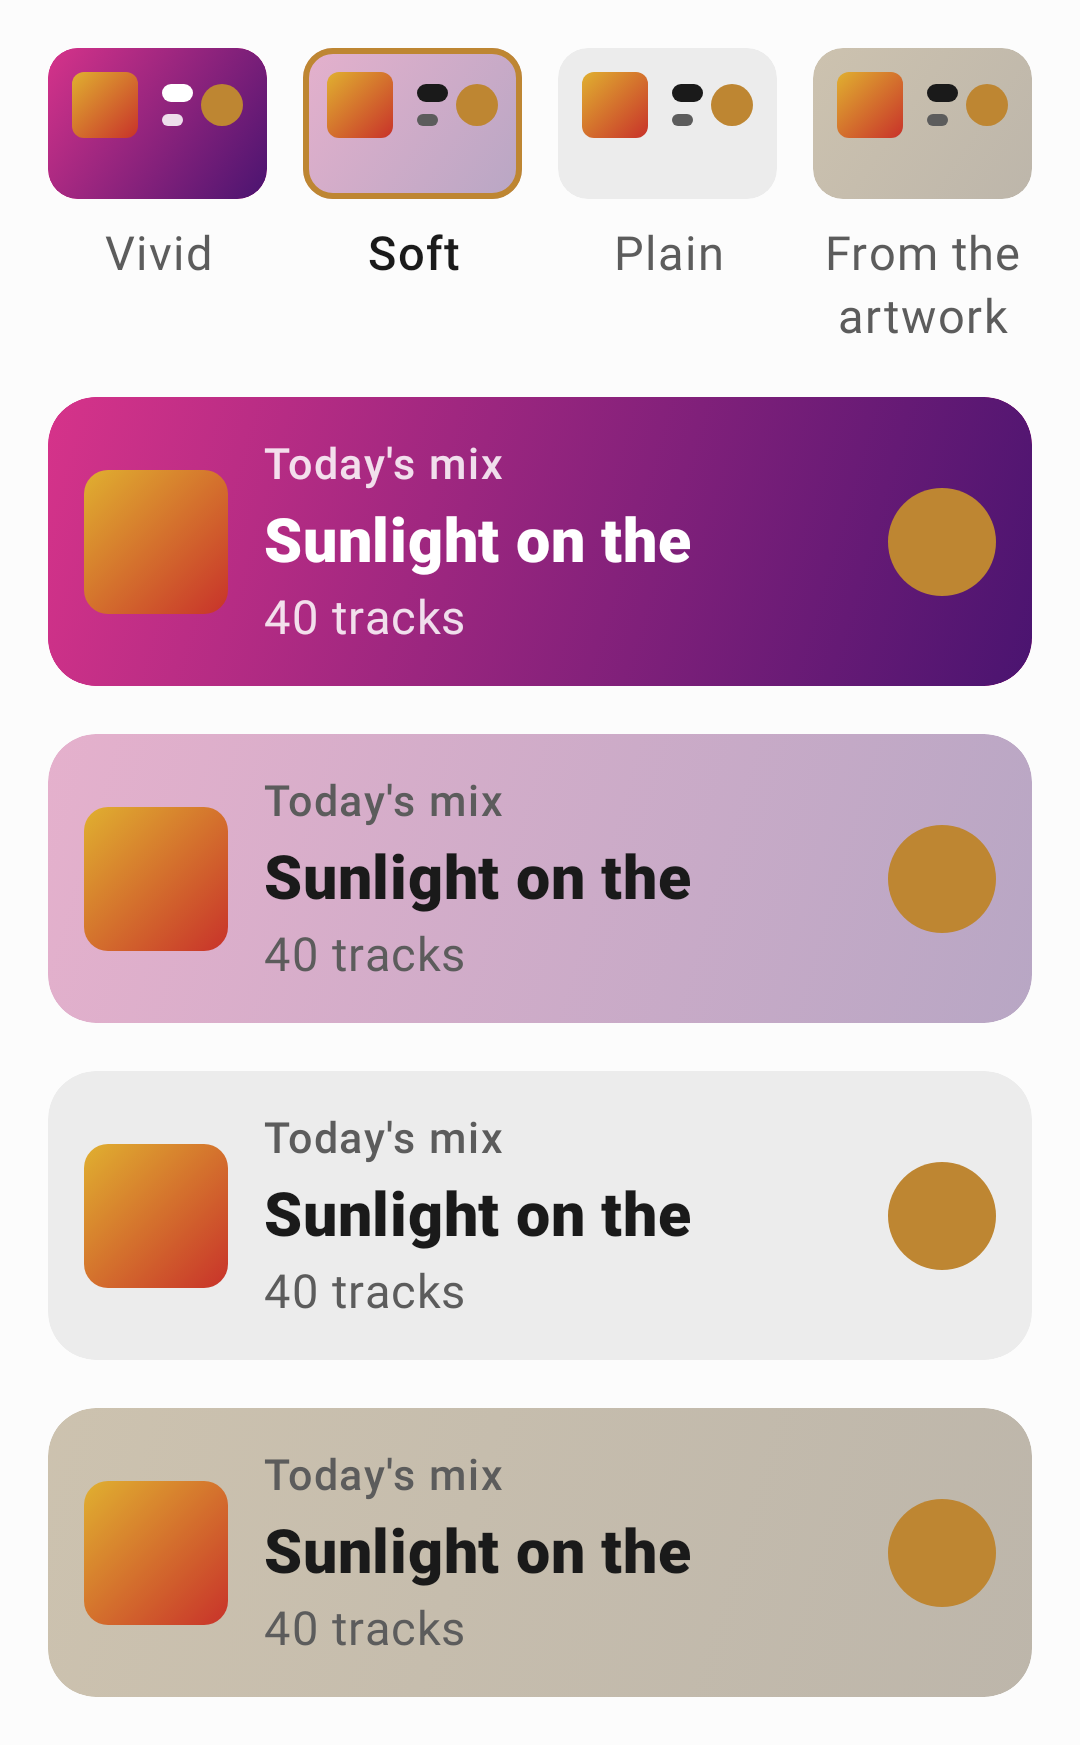 Vivid
Soft
Plain
From the
artwork
Today's mix
Sunlight on the
40 tracks
Today's mix
Sunlight on the
40 tracks
Today's mix
Sunlight on the
40 tracks
Today's mix
Sunlight on the
40 tracks